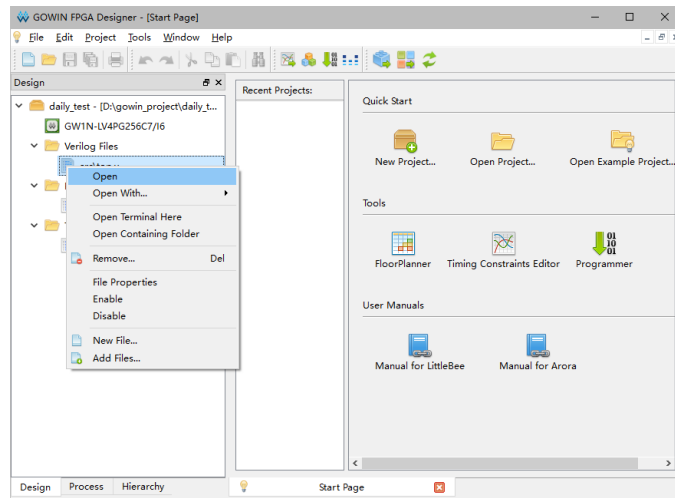 GOWIN FPGA Designer - [Start Page]
File Edit Project Tools Window Help
Design
Recent Projects:
daily_test - [D:\gowin_project\daily_t...
GW1N-LV4PG256C7/I6
Verilog Files
Open
Open With...
Open Terminal Here
Open Containing Folder
Remove... Del
File Properties
Enable
Disable
New File...
Add Files...
Quick Start
New Project... Open Project... Open Example Project...
Tools
01
10
01
FloorPlanner Timing Constraints Editor Programmer
User Manuals
Manual for LittleBee Manual for Arora
Design Process Hierarchy
Start Page